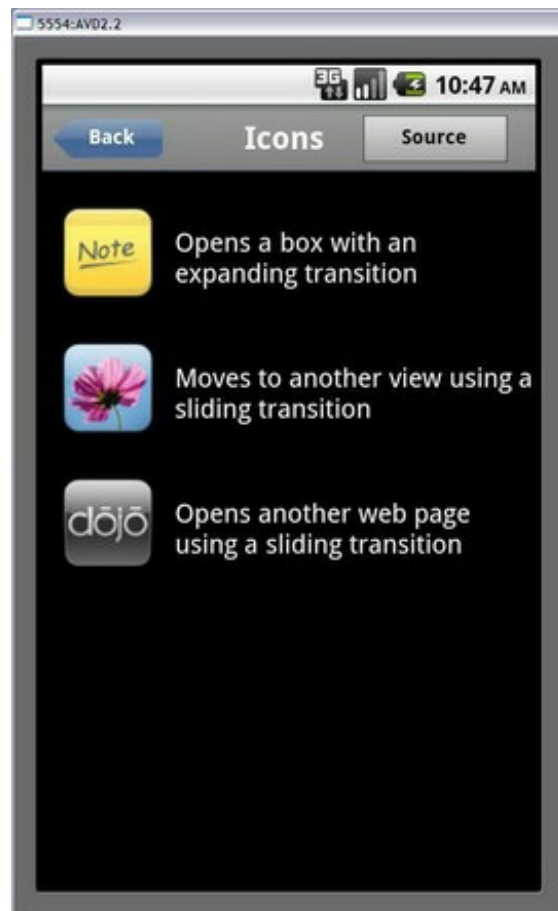 5554:AVD2.2
3G 10:47 AM
Back Icons Source
Note
Opens a box with an
expanding transition
Moves to another view using a
sliding transition
dōjō
Opens another web page
using a sliding transition